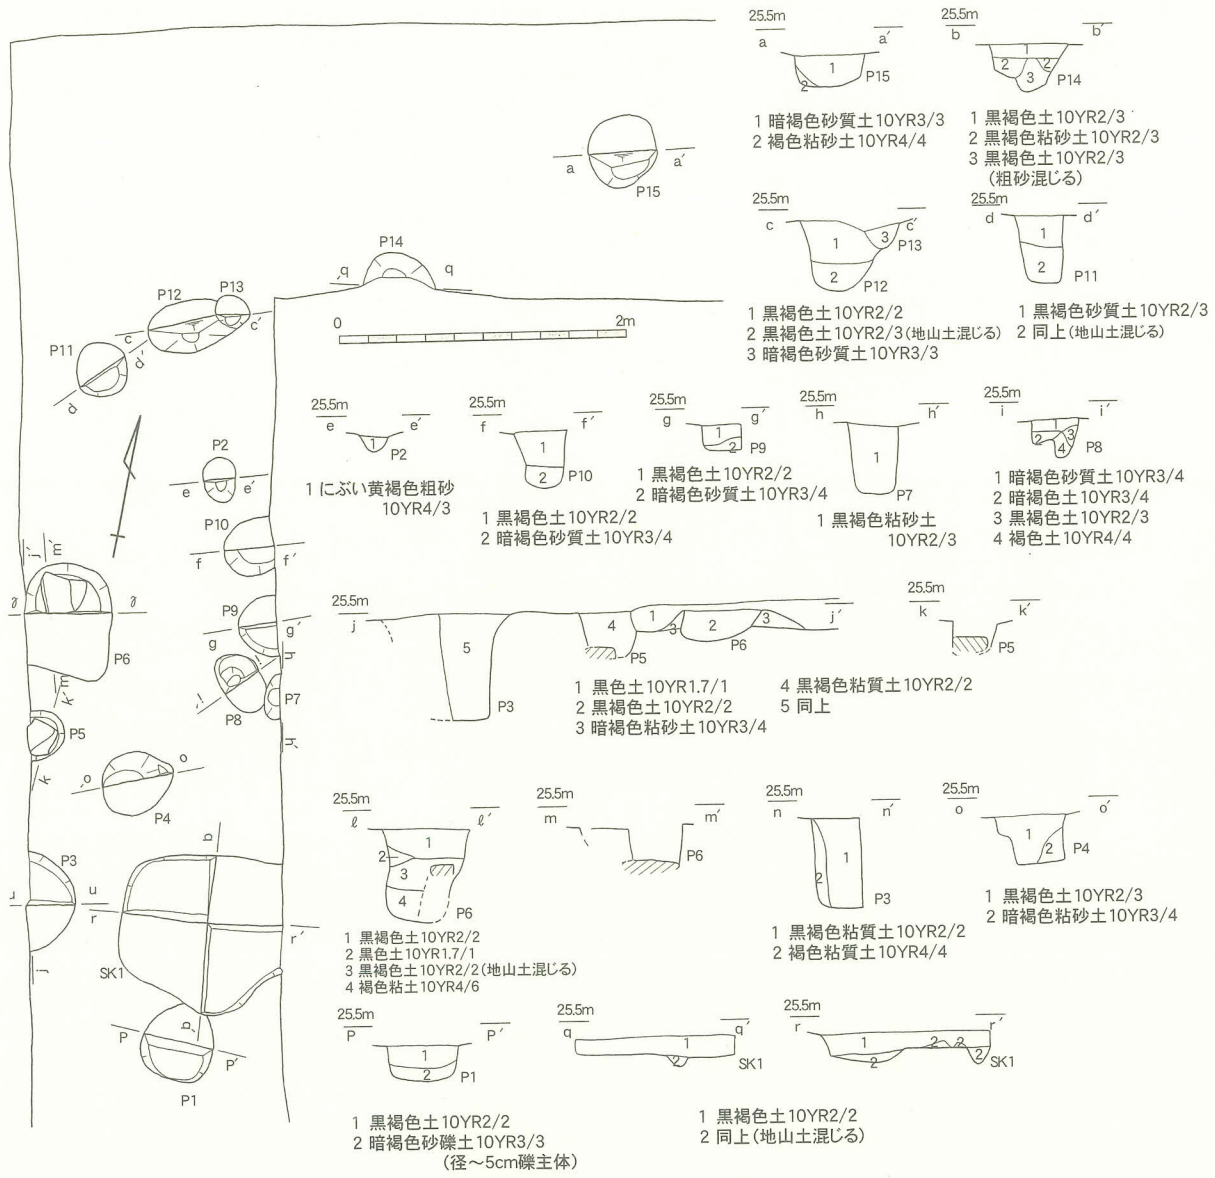 25.5m
a a′
1
2
P15
1 暗褐色砂質土10YR3/3
2 褐色粘砂土10YR4/4
25.5m
b b′
1
2 2
3
P14
1 黒褐色土10YR2/3
2 黒褐色粘砂土10YR2/3
3 黒褐色土10YR2/3
(粗砂混じる)
a a′
P15
25.5m
c c′
1 3
2
P13
P12
1 黒褐色土10YR2/2
2 黒褐色土10YR2/3(地山土混じる)
3 暗褐色砂質土10YR3/3
25.5m
d d′
1
2
P11
1 黒褐色砂質土10YR2/3
2 同上(地山土混じる)
P14
q q
P13
P12
c c′
P11
d d′
0 2m
25.5m
e e′
1
P2
1 にぶい黄褐色粗砂
10YR4/3
25.5m
f f′
1
2
P10
1 黒褐色土10YR2/2
2 暗褐色砂質土10YR3/4
25.5m
g g′
1
2
P9
1 黒褐色土10YR2/2
2 暗褐色砂質土10YR3/4
25.5m
h h′
1
P7
1 黒褐色粘砂土
10YR2/3
25.5m
i i′
1
2 3
4
P8
1 暗褐色砂質土10YR3/4
2 暗褐色土10YR3/4
3 黒褐色土10YR2/3
4 褐色土10YR4/4
P2
e e′
P10
f f′
j′ m′
P6
P9
g g′
h
P8
P7
h′
m
k′
P5
k
o o
P4
25.5m
j j′
5 4 1 3 2 3
P3 P5 P6
1 黒色土10YR1.7/1
2 黒褐色土10YR2/2
3 暗褐色粘砂土10YR3/4
4 黒褐色粘質土10YR2/2
5 同上
25.5m
k k′
P5
25.5m
ℓ ℓ′
1
2
3
4
P6
1 黒褐色土10YR2/2
2 黒色土10YR1.7/1
3 黒褐色土10YR2/2(地山土混じる)
4 褐色粘土10YR4/6
25.5m
m m′
P6
25.5m
n n′
1
2
P3
1 黒褐色粘質土10YR2/2
2 褐色粘質土10YR4/4
25.5m
o o′
1
2
P4
1 黒褐色土10YR2/3
2 暗褐色粘砂土10YR3/4
P3
j
r r′
SK1
P P′
P1
25.5m
P P′
1
2
P1
1 黒褐色土10YR2/2
2 暗褐色砂礫土10YR3/3
(径～5cm礫主体)
25.5m
q q′
1
2
SK1
25.5m
r r′
1
2 2 2 2
SK1
1 黒褐色土10YR2/2
2 同上(地山土混じる)